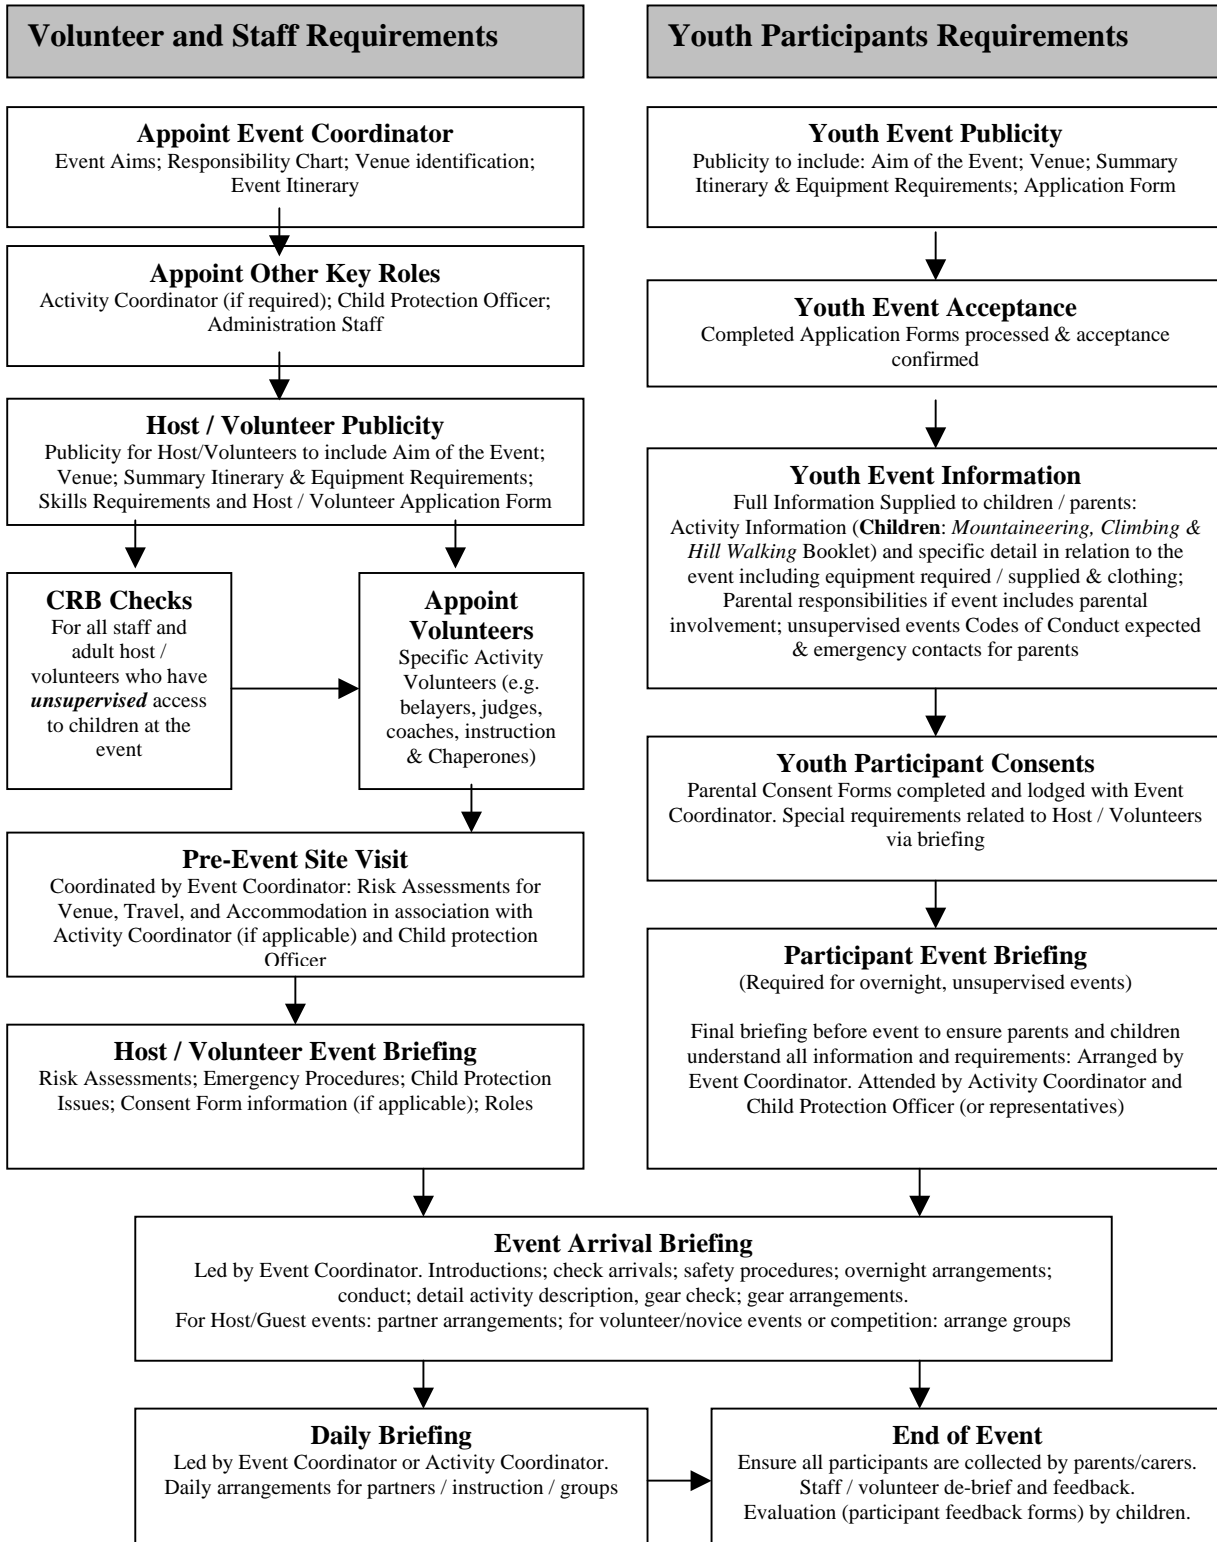 Volunteer and Staff Requirements
Appoint Event Coordinator
Event Aims; Responsibility Chart; Venue identification;
Event Itinerary
Appoint Other Key Roles
Activity Coordinator (if required); Child Protection Officer;
Administration Staff
Host / Volunteer Publicity
Publicity for Host/Volunteers to include Aim of the Event;
Venue; Summary Itinerary & Equipment Requirements;
Skills Requirements and Host / Volunteer Application Form
CRB Checks
For all staff and
adult host /
volunteers who have
unsupervised access
to children at the
event
Appoint
Volunteers
Specific Activity
Volunteers (e.g.
belayers, judges,
coaches, instruction
& Chaperones)
Pre-Event Site Visit
Coordinated by Event Coordinator: Risk Assessments for
Venue, Travel, and Accommodation in association with
Activity Coordinator (if applicable) and Child protection
Officer
Host / Volunteer Event Briefing
Risk Assessments; Emergency Procedures; Child Protection
Issues; Consent Form information (if applicable); Roles
Youth Participants Requirements
Youth Event Publicity
Publicity to include: Aim of the Event; Venue; Summary
Itinerary & Equipment Requirements; Application Form
Youth Event Acceptance
Completed Application Forms processed & acceptance
confirmed
Youth Event Information
Full Information Supplied to children / parents:
Activity Information (Children: Mountaineering, Climbing &
Hill Walking Booklet) and specific detail in relation to the
event including equipment required / supplied & clothing;
Parental responsibilities if event includes parental
involvement; unsupervised events Codes of Conduct expected
& emergency contacts for parents
Youth Participant Consents
Parental Consent Forms completed and lodged with Event
Coordinator. Special requirements related to Host / Volunteers
via briefing
Participant Event Briefing
(Required for overnight, unsupervised events)
Final briefing before event to ensure parents and children
understand all information and requirements: Arranged by
Event Coordinator. Attended by Activity Coordinator and
Child Protection Officer (or representatives)
Event Arrival Briefing
Led by Event Coordinator. Introductions; check arrivals; safety procedures; overnight arrangements;
conduct; detail activity description, gear check; gear arrangements.
For Host/Guest events: partner arrangements; for volunteer/novice events or competition: arrange groups
Daily Briefing
Led by Event Coordinator or Activity Coordinator.
Daily arrangements for partners / instruction / groups
End of Event
Ensure all participants are collected by parents/carers.
Staff / volunteer de-brief and feedback.
Evaluation (participant feedback forms) by children.